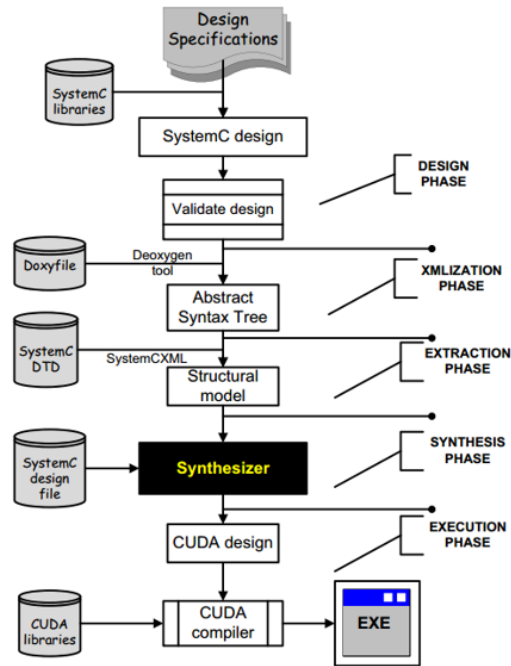 Design
Specifications
SystemC
libraries
SystemC design
DESIGN
PHASE
Validate design
Deoxygen
tool
Doxyfile
XMLIZATION
PHASE
Abstract
Syntax Tree
SystemC
DTD
SystemCXML
EXTRACTION
PHASE
Structural
model
SYNTHESIS
PHASE
SystemC
design
file
Synthesizer
EXECUTION
PHASE
CUDA design
CUDA
libraries
CUDA
compiler
EXE